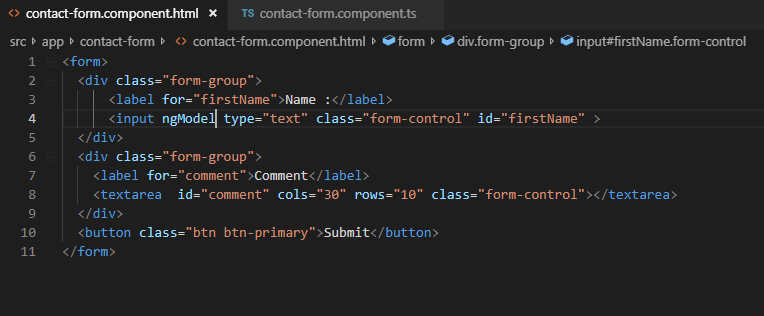 contact-form.component.html × TS contact-form.component.ts
src > app > contact-form > contact-form.component.html > form > div.form-group > input#firstName.form-control
1 <form>
2 <div class="form-group">
3 <label for="firstName">Name :</label>
4 <input ngModel type="text" class="form-control" id="firstName" >
5 </div>
6 <div class="form-group">
7 <label for="comment">Comment</label>
8 <textarea  id="comment" cols="30" rows="10" class="form-control"></textarea>
9 </div>
10 <button class="btn btn-primary">Submit</button>
11 </form>